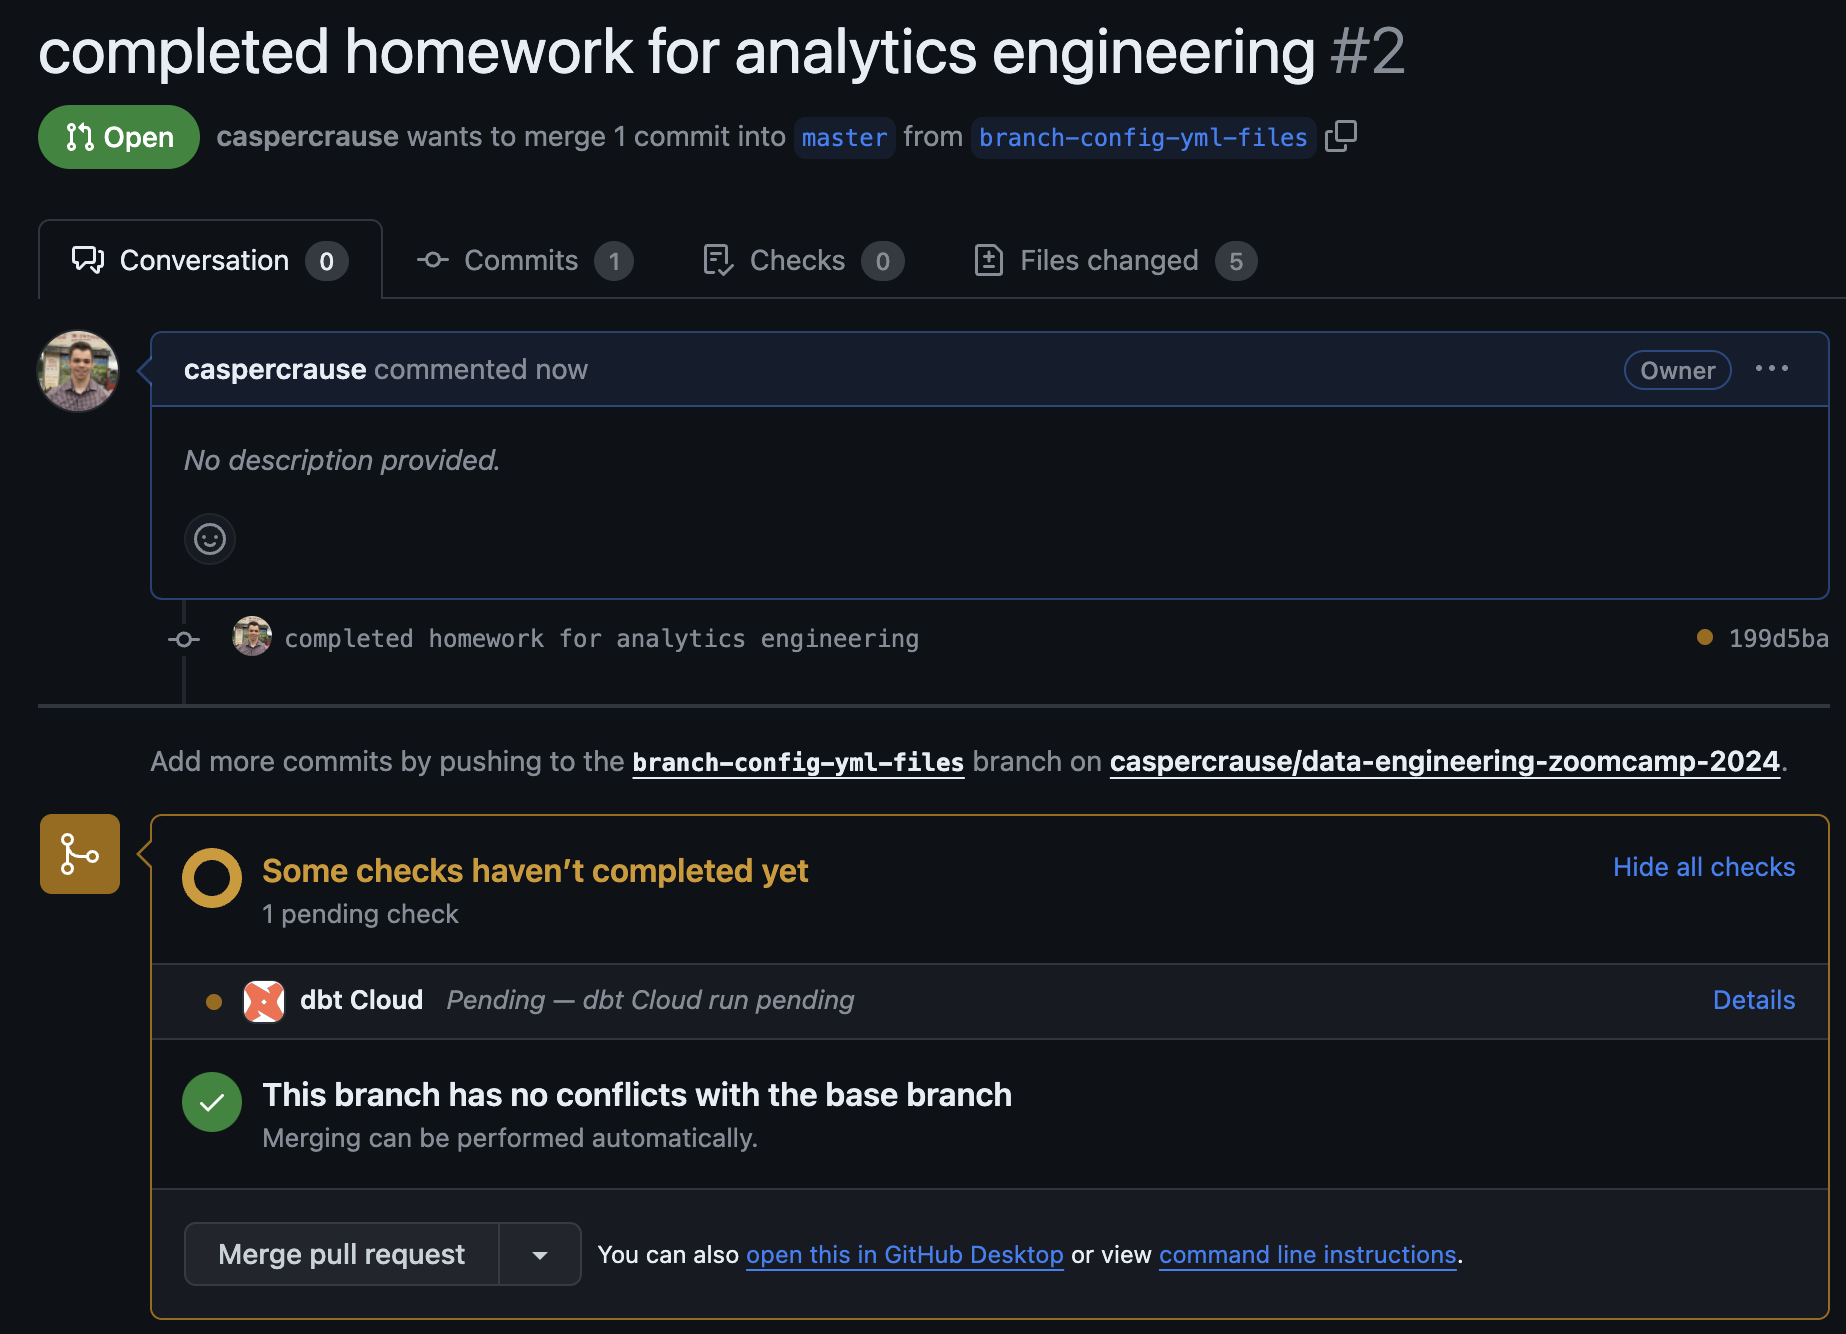 completed homework for analytics engineering #2
Open caspercrause wants to merge 1 commit into master from branch-config-yml-files
Conversation 0 Commits 1 Checks 0 Files changed 5
caspercrause commented now Owner
No description provided.
completed homework for analytics engineering 199d5ba
Add more commits by pushing to the branch-config-yml-files branch on caspercrause/data-engineering-zoomcamp-2024.
Some checks haven’t completed yet Hide all checks
1 pending check
dbt Cloud Pending — dbt Cloud run pending Details
This branch has no conflicts with the base branch
Merging can be performed automatically.
Merge pull request You can also open this in GitHub Desktop or view command line instructions.